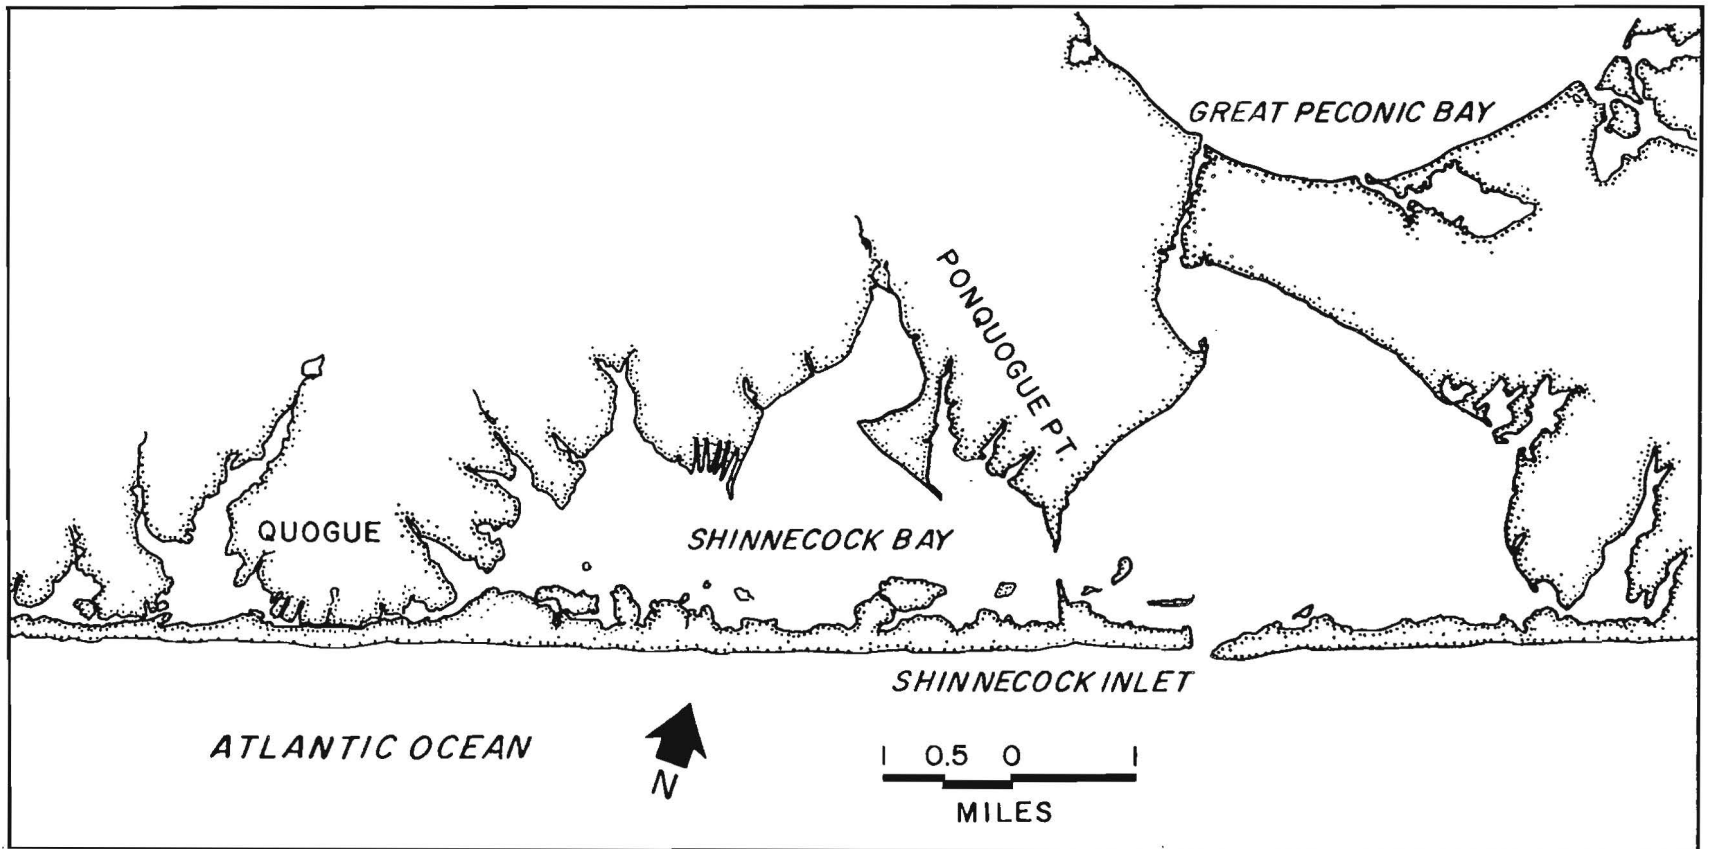 GREAT PECONIC BAY
PONQUOGUE PT.
QUOGUE
SHINNECOCK BAY
SHINNECOCK INLET
ATLANTIC OCEAN
N
1 0.5 0 1
MILES